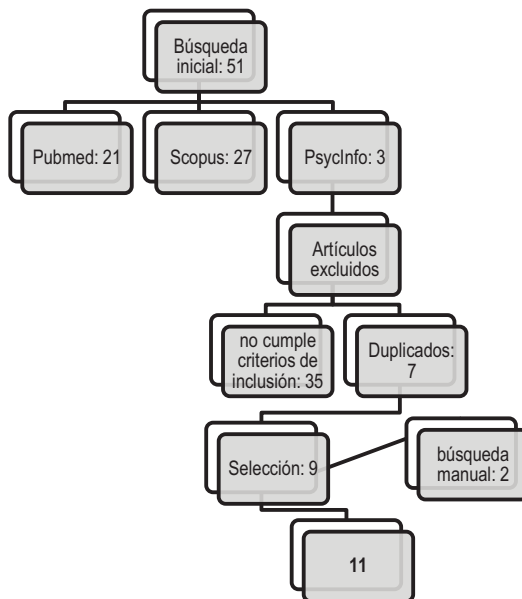 Búsqueda
inicial: 51
Pubmed: 21
Scopus: 27
PsycInfo: 3
Artículos
excluidos
no cumple
criterios de
inclusión: 35
Duplicados:
7
Selección: 9
búsqueda
manual: 2
11